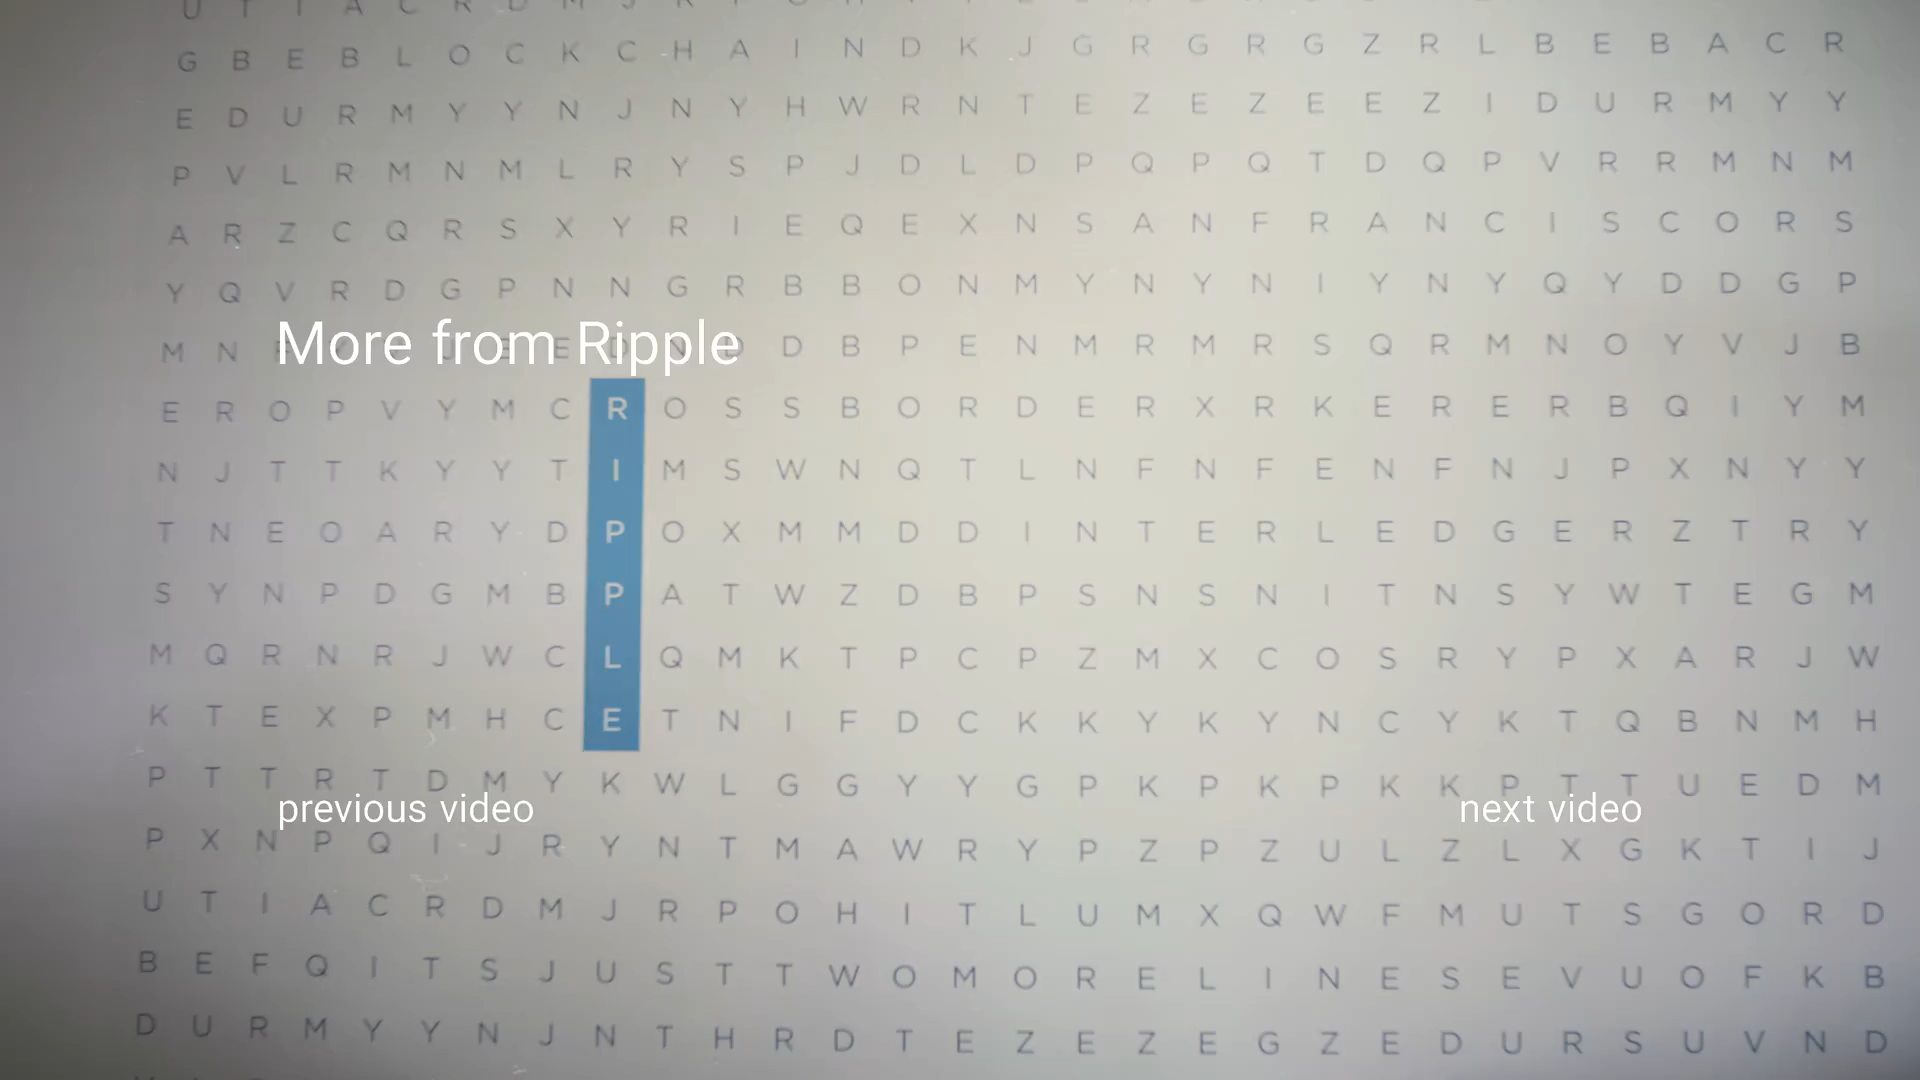 G B E B L O C K C H A I N D K J G R G R G Z R L B E B A C R
E D U R M Y Y N J N Y H W R N T E Z E Z E E Z I D U R M Y Y
P V L R M N M L R Y S P J D L D P Q P Q T D Q P V R R M N M
A R Z C Q R S X Y R I E Q E X N S A N F R A N C I S C O R S
Y Q V R D G P N N G R B B O N M Y N Y N I Y N Y Q Y D D G P
More from Ripple
M N D B P E N M R M R S Q R M N O Y V J B
E R O P V Y M C R O S S B O R D E R X R K E R E R B Q I Y M
N J T T K Y Y T I M S W N Q T L N F N F E N F N J P X N Y Y
T N E O A R Y D P O X M M D D I N T E R L E D G E R Z T R Y
S Y N P D G M B P A T W Z D B P S N S N I T N S Y W T E G M
M Q R N R J W C L Q M K T P C P Z M X C O S R Y P X A R J W
K T E X P M H C E T N I F D C K K Y K Y N C Y K T Q B N M H
P T T R T D M Y K W L G G Y Y G P K P K P K K P T T U E D M
previous video next video
P X N P Q I J R Y N T M A W R Y P Z P Z U L Z L X G K T I J
U T I A C R D M J R P O H I T L U M X Q W F M U T S G O R D
B E F Q I T S J U S T T W O M O R E L I N E S E V U O F K B
D U R M Y Y N J N T H R D T E Z E Z E G Z E D U R S U V N D